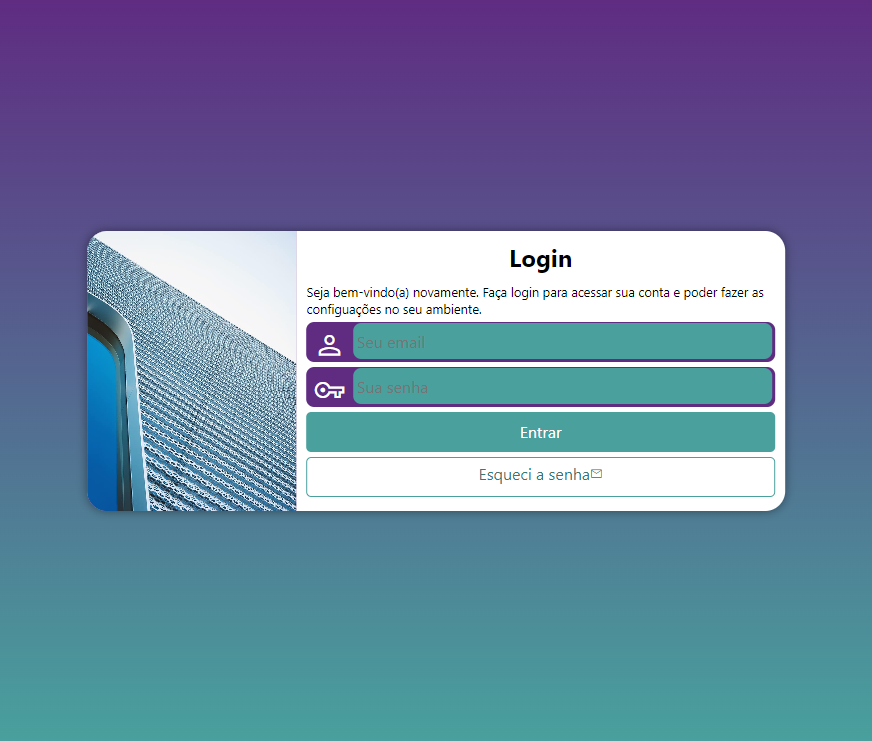 Login
Seja bem-vindo(a) novamente. Faça login para acessar sua conta e poder fazer as
configuações no seu ambiente.
Seu email
Sua senha
Entrar
Esqueci a senha